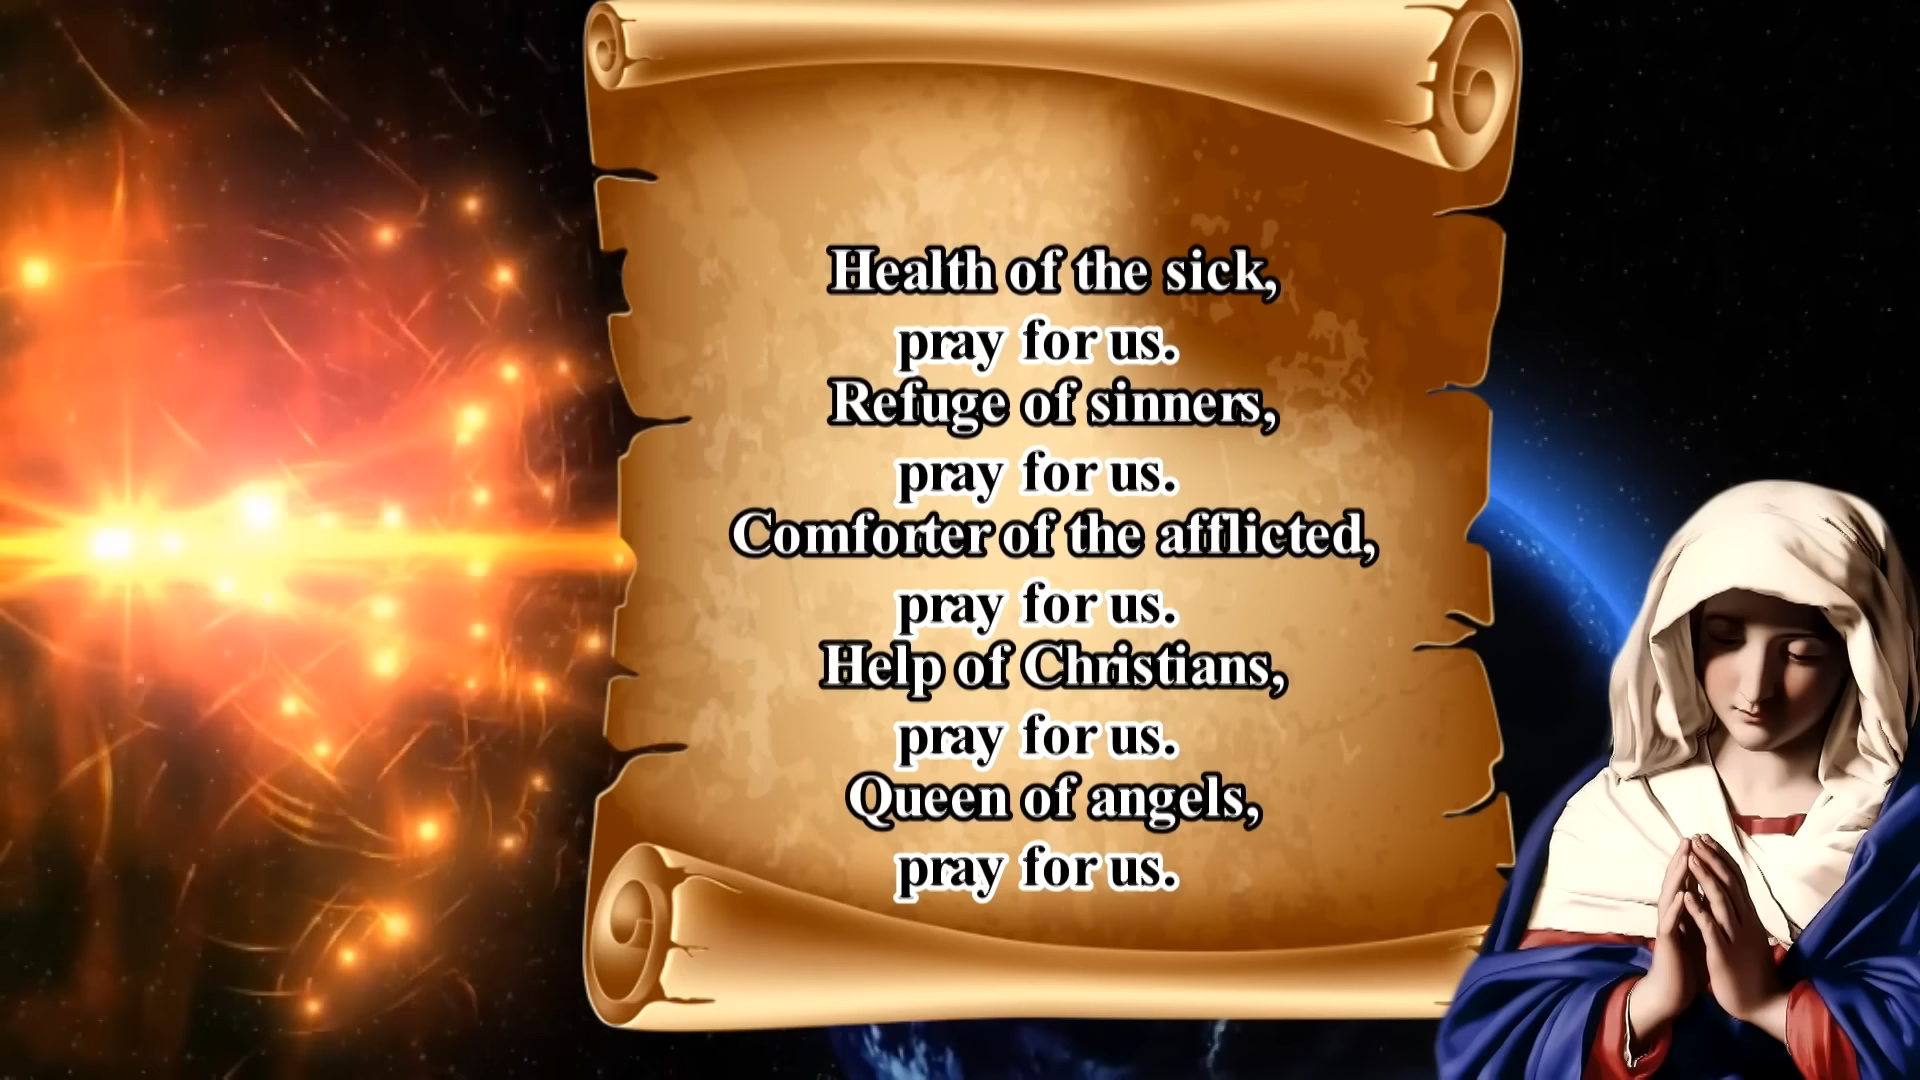 Health of the sick,
pray for us.
Refuge of sinners,
pray for us.
Comforter of the afflicted,
pray for us.
Help of Christians,
pray for us.
Queen of angels,
pray for us.